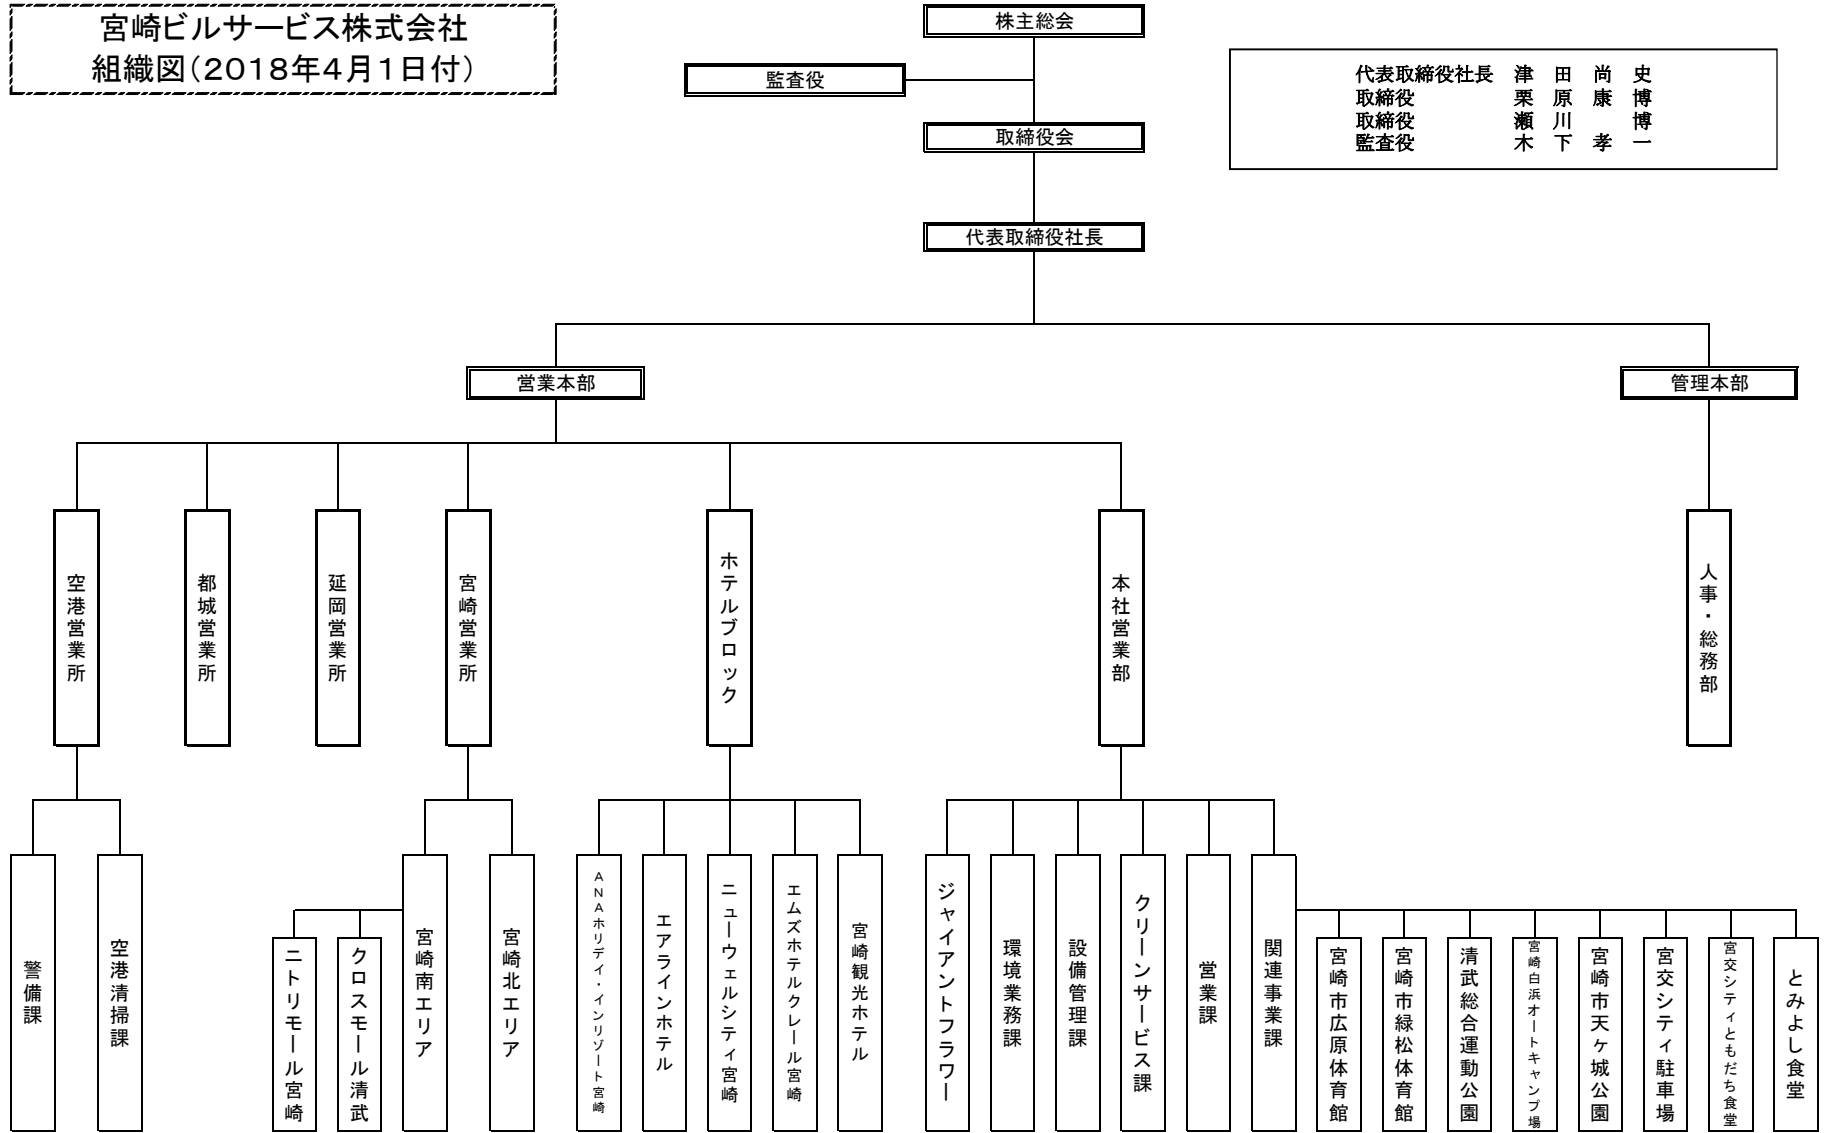 宮崎ビルサービス株式会社
組織図(2018年4月1日付)
株主総会
監査役
取締役会
代表取締役社長
代表取締役社長 津田尚史
取締役 栗原康博
取締役 瀬川博
監査役 木下孝一
営業本部
管理本部
空港営業所
都城営業所
延岡営業所
宮崎営業所
ホテルブロック
本社営業部
人事・総務部
警備課
空港清掃課
ニトリモール宮崎
クロスモール清武
宮崎南エリア
宮崎北エリア
ANAホリデイ・インリゾート宮崎
エアラインホテル
ニューウェルシティ宮崎
エムズホテルクレール宮崎
宮崎観光ホテル
ジャイアントフラワー
環境業務課
設備管理課
クリーンサービス課
営業課
関連事業課
宮崎市広原体育館
宮崎市緑松体育館
清武総合運動公園
宮崎白浜オートキャンプ場
宮崎市天ヶ城公園
宮交シティ駐車場
宮交シティともだち食堂
とみよし食堂